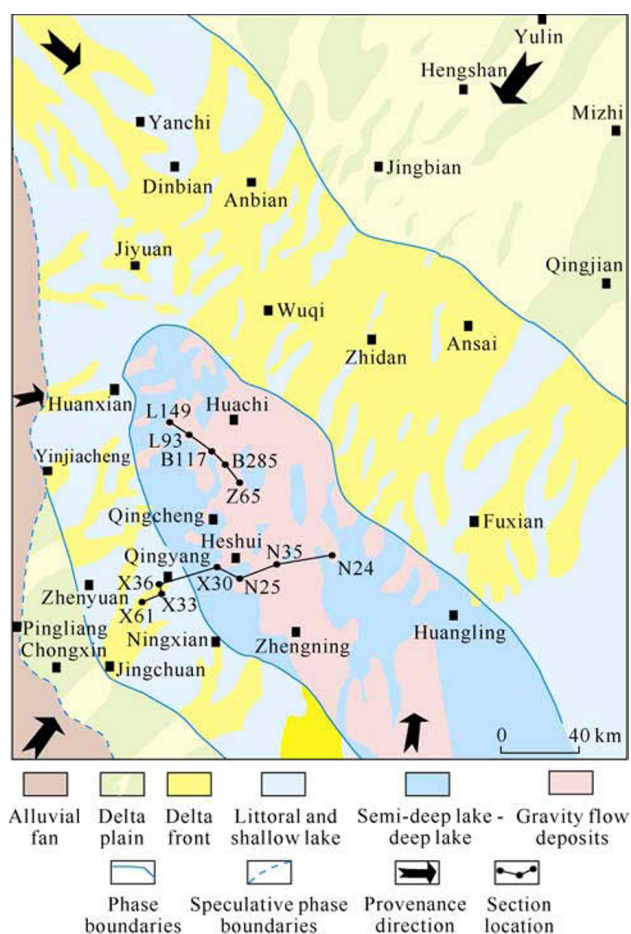 Yulin
Hengshan
Mizhi
Yanchi
Dinbian
Anbian
Jingbian
Jiyuan
Qingjian
Wuqi
Ansai
Zhidan
Huanxian
L149
Huachi
L93
B117
B285
Yinjiacheng
Z65
Qingcheng
Fuxian
Heshui
N35
Qingyang
N24
X36
X30
N25
Zhenyuan
X33
X61
Huangling
Pingliang
Ningxian
Zhengning
Chongxin
Jingchuan
0 40 km
Alluvial fan
Delta plain
Delta front
Littoral and shallow lake
Semi-deep lake - deep lake
Gravity flow deposits
Phase boundaries
Speculative phase boundaries
Provenance direction
Section location